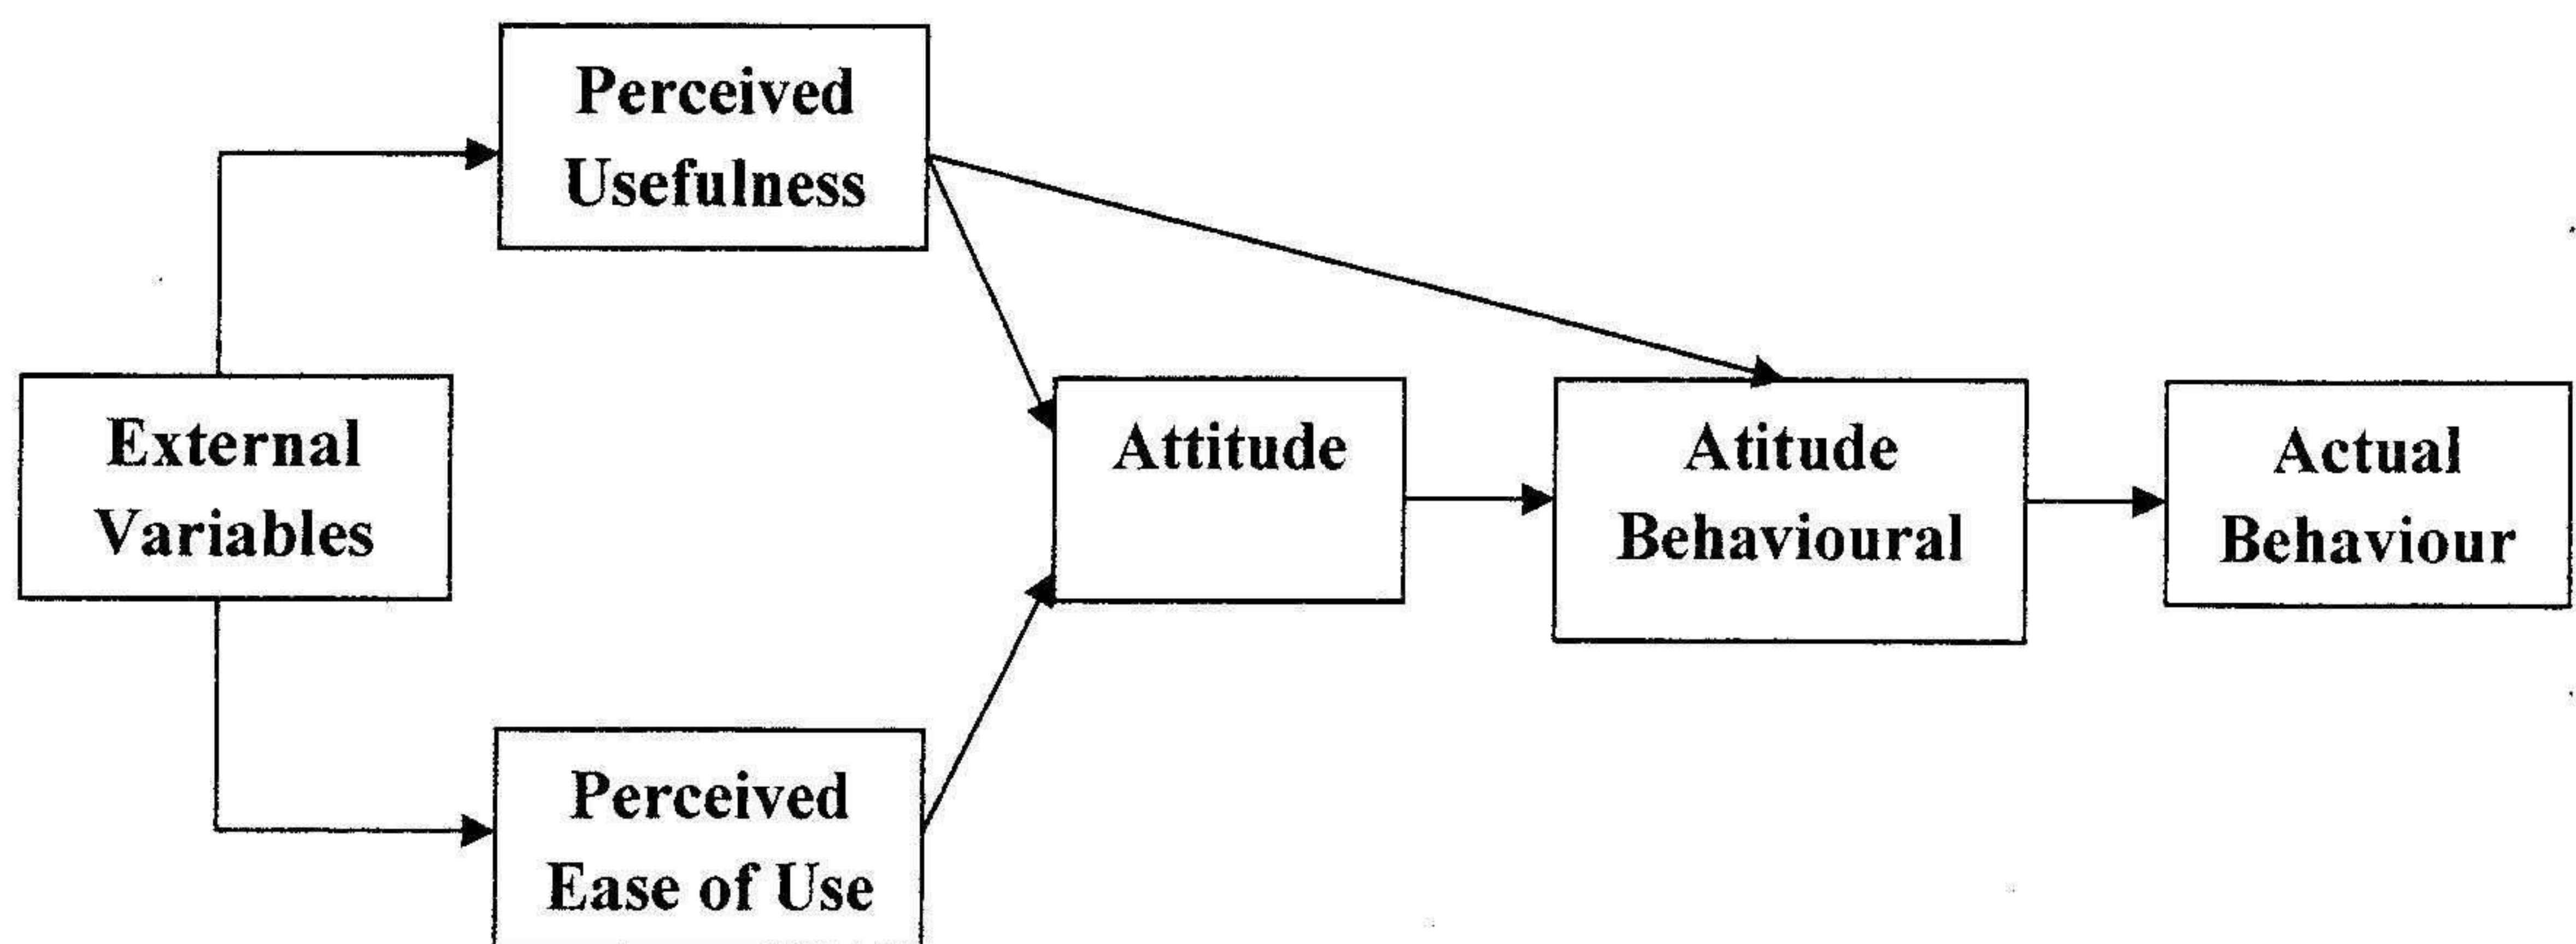 Perceived
Usefulness
External
Variables
Attitude
Atitude
Behavioural
Actual
Behaviour
Perceived
Ease of Use